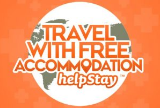 TRAVEL
WITH FREE
ACCOMMODATION
helpStay